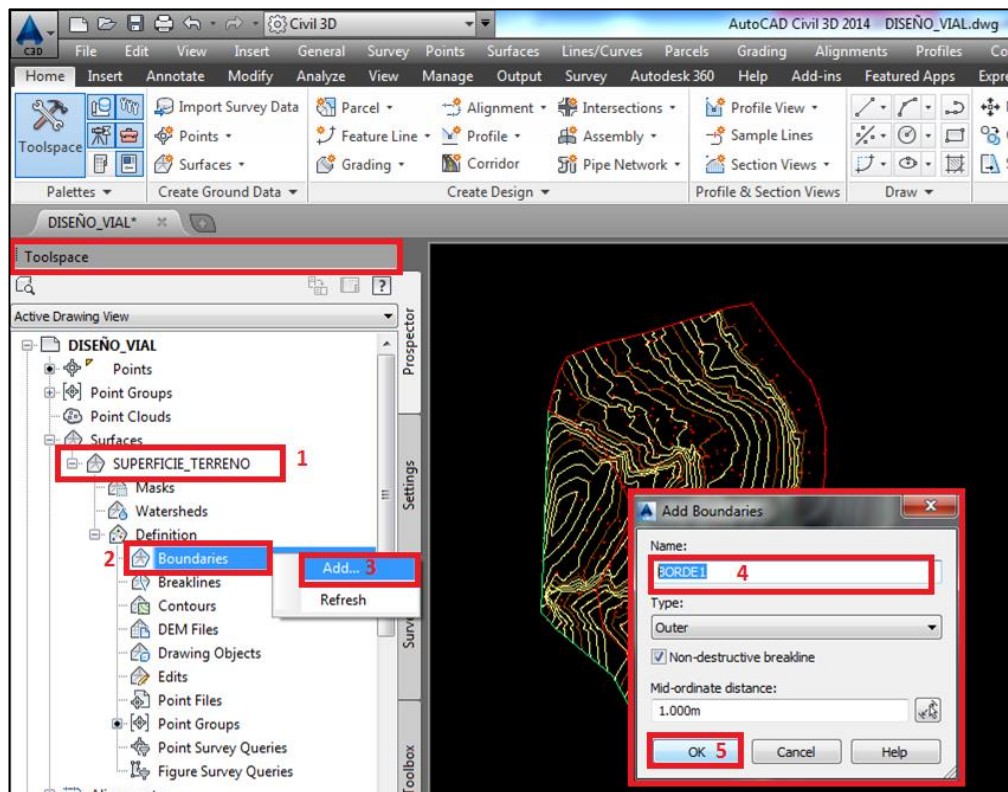 Civil 3D
AutoCAD Civil 3D 2014 DISEÑO_VIAL.dwg
C3D
File Edit View Insert General Survey Points Surfaces Lines/Curves Parcels Grading Alignments Profiles Co
Home Insert Annotate Modify Analyze View Manage Output Survey Autodesk 360 Help Add-ins Featured Apps Expre
Toolspace
Import Survey Data
Points
Surfaces
Parcel
Feature Line
Grading
Alignment
Profile
Corridor
Intersections
Assembly
Pipe Network
Profile View
Sample Lines
Section Views
Palettes
Create Ground Data
Create Design
Profile & Section Views
Draw
DISEÑO_VIAL*
Toolspace
?
Active Drawing View
DISEÑO_VIAL
Points
Point Groups
Point Clouds
Surfaces
SUPERFICIE_TERRENO 1
Masks
Watersheds
Definition
2 Boundaries
Add... 3
Breaklines
Refresh
Contours
DEM Files
Drawing Objects
Edits
Point Files
Point Groups
Point Survey Queries
Figure Survey Queries
Prospector
Settings
Surve
Toolbox
Add Boundaries
Name:
BORDE1 4
Type:
Outer
Non-destructive breakline
Mid-ordinate distance:
1.000m
OK 5
Cancel
Help